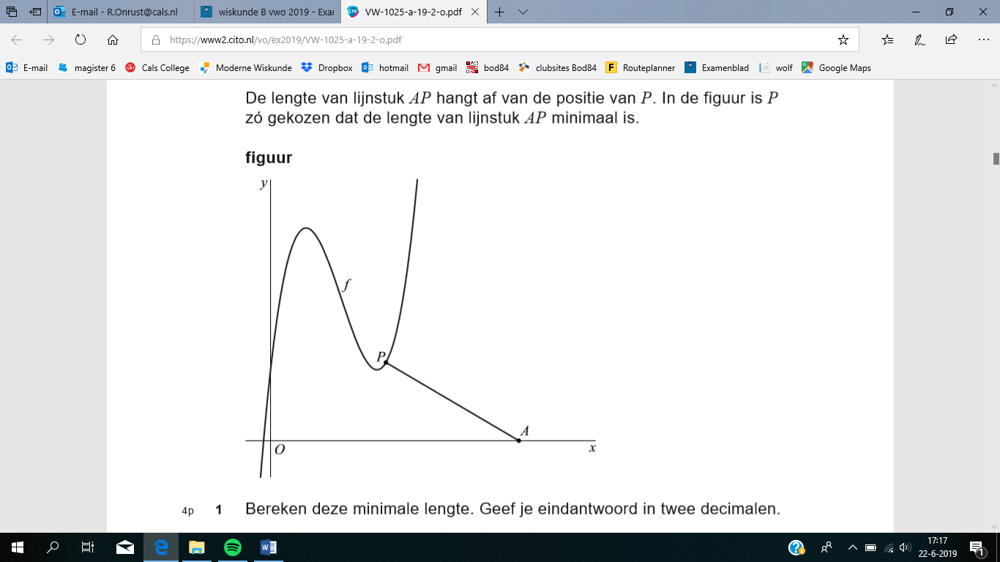 E-mail - R.Onrust@cals.nl
wiskunde B vwo 2019 - Exar
VW-1025-a-19-2-o.pdf
https://www2.cito.nl/vo/ex2019/VW-1025-a-19-2-o.pdf
E-mail
magister 6
Cals College
Moderne Wiskunde
Dropbox
hotmail
gmail
bod84
clubsites Bod84
Routeplanner
Examenblad
wolf
Google Maps
De lengte van lijnstuk AP hangt af van de positie van P. In de figuur is P
zó gekozen dat de lengte van lijnstuk AP minimaal is.
figuur
y
f
P
A
O
x
4p 1 Bereken deze minimale lengte. Geef je eindantwoord in twee decimalen.
17:17
22-6-2019
1